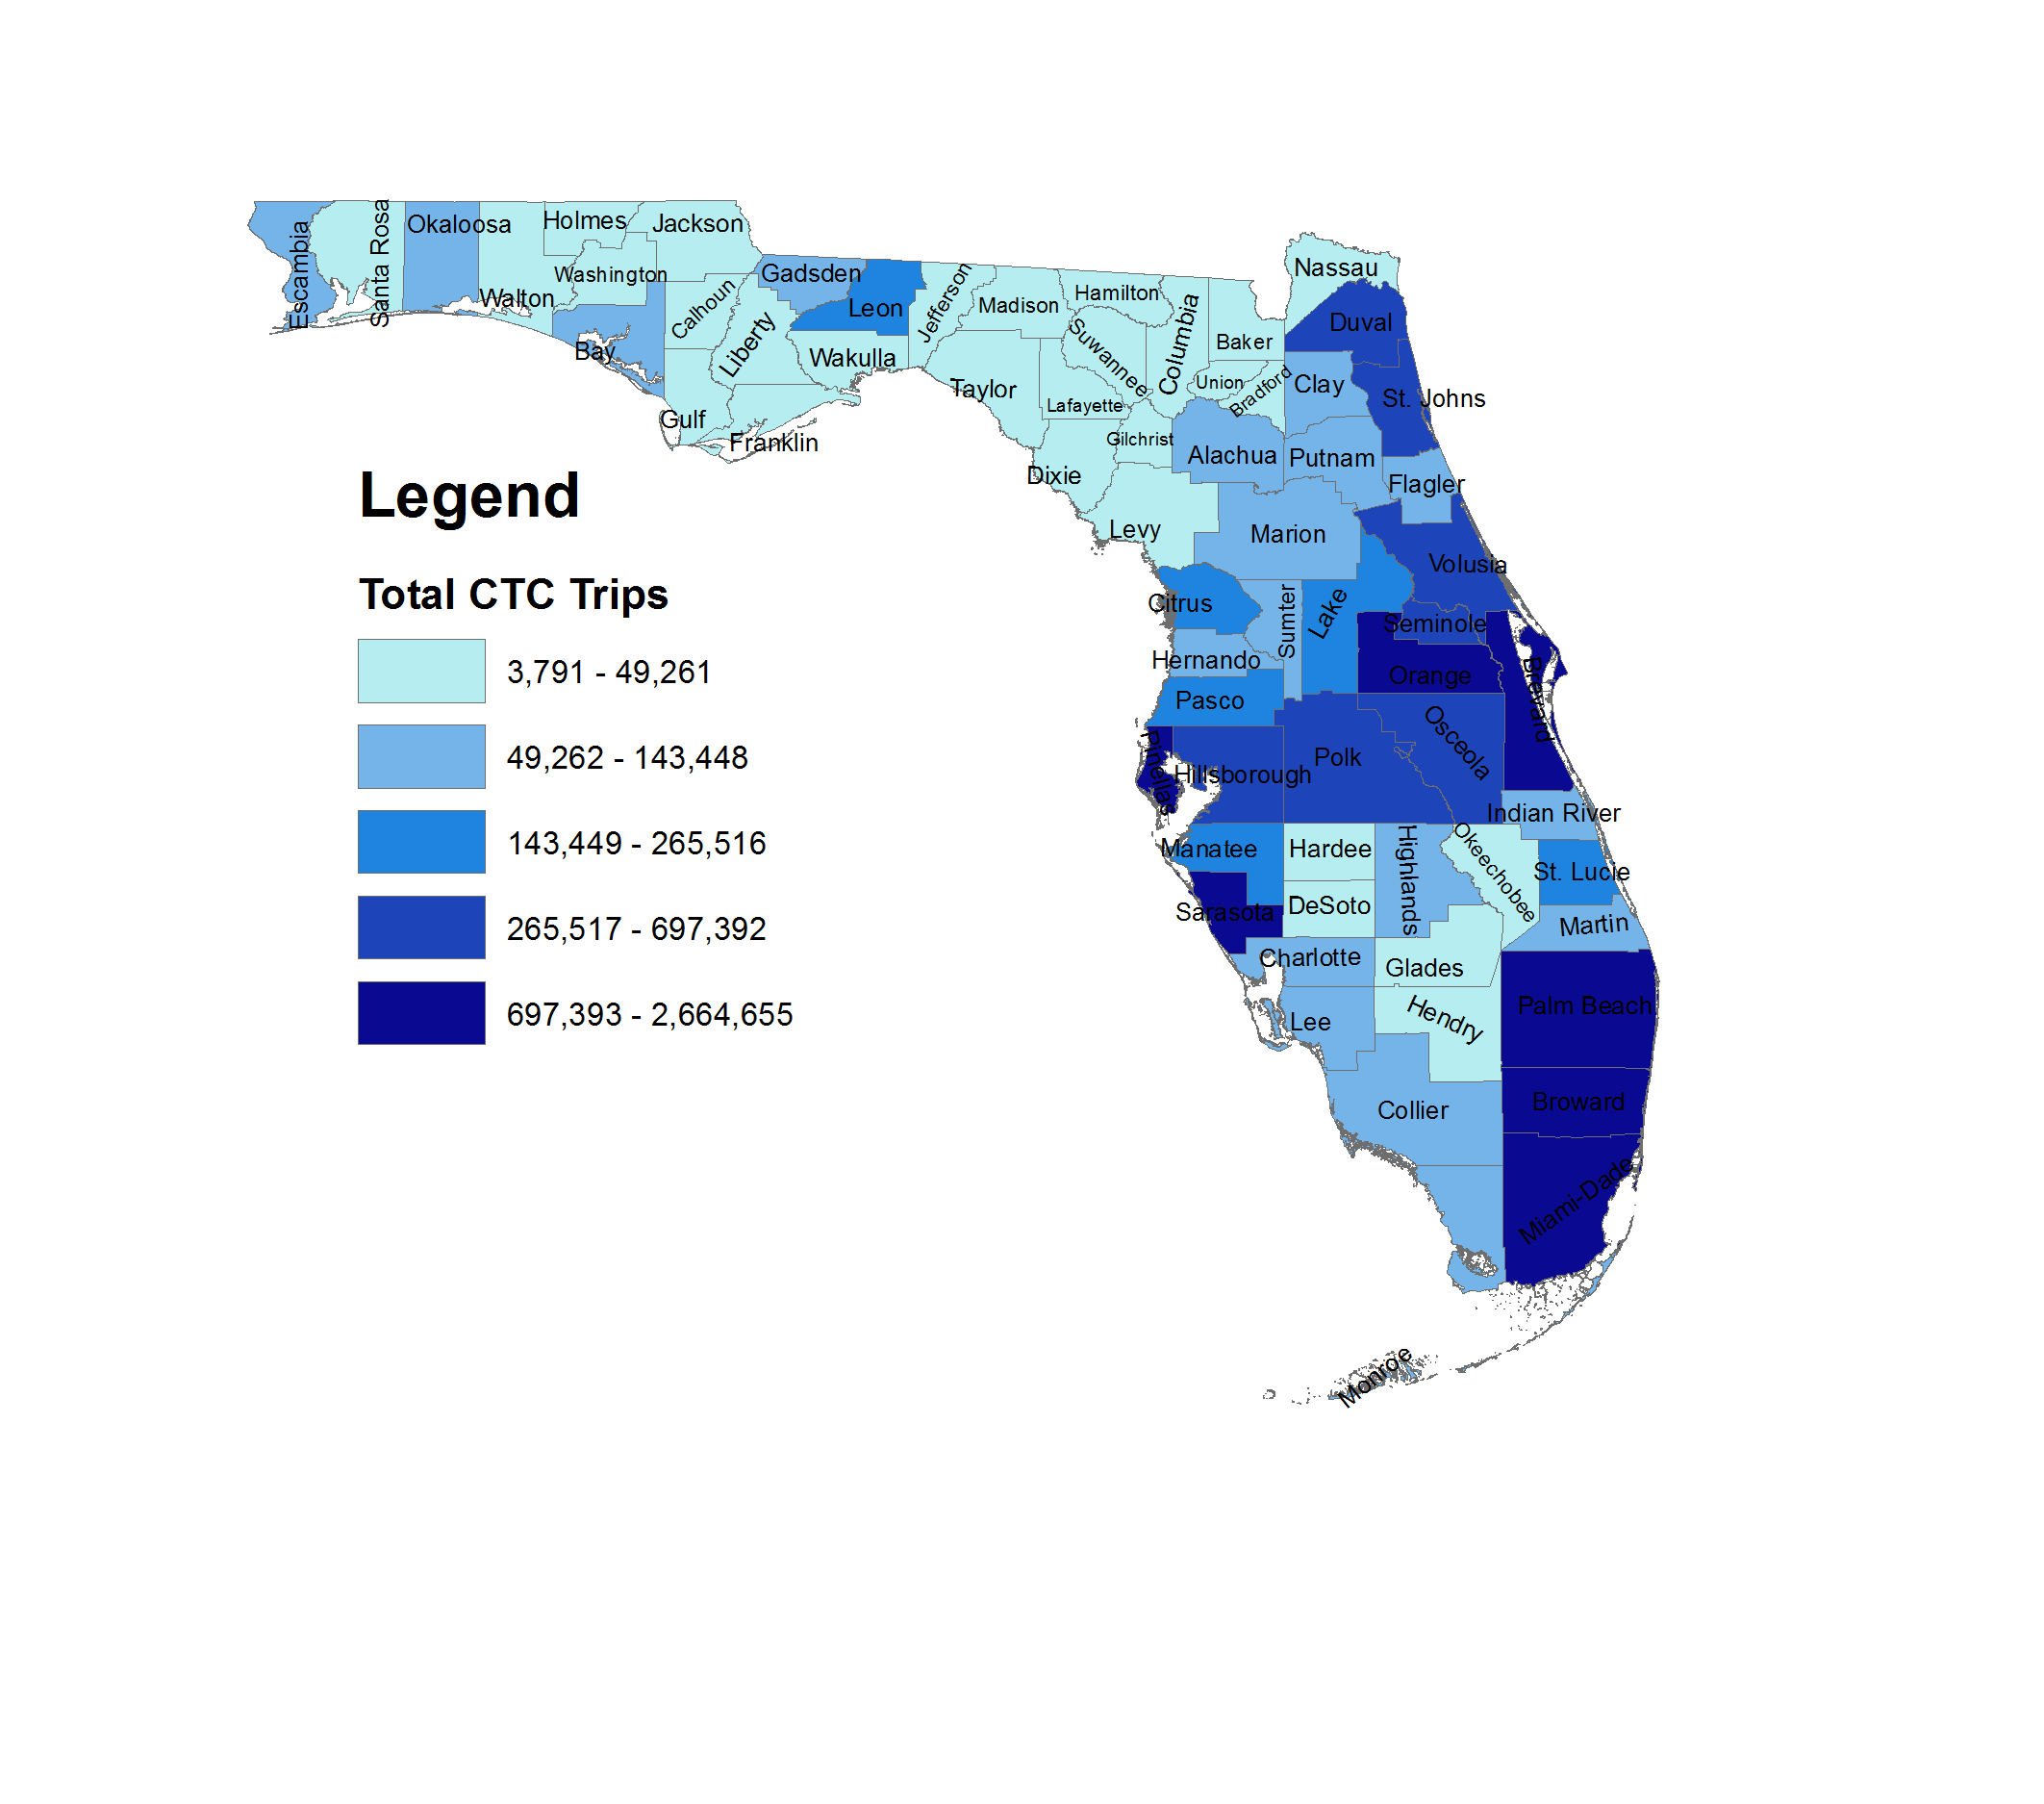 Escambia
Santa Rosa
Okaloosa
Walton
Holmes
Washington
Jackson
Bay
Calhoun
Gulf
Liberty
Franklin
Gadsden
Leon
Wakulla
Jefferson
Madison
Taylor
Hamilton
Suwannee
Lafayette
Dixie
Columbia
Gilchrist
Levy
Baker
Union
Bradford
Alachua
Nassau
Duval
Clay
St. Johns
Putnam
Flagler
Marion
Volusia
Citrus
Sumter
Lake
Seminole
Hernando
Orange
Brevard
Pasco
Pinellas
Hillsborough
Polk
Osceola
Indian River
Manatee
Hardee
Highlands
Okeechobee
St. Lucie
Sarasota
DeSoto
Martin
Charlotte
Glades
Lee
Hendry
Palm Beach
Collier
Broward
Miami-Dade
Monroe
Legend
Total CTC Trips
3,791 - 49,261
49,262 - 143,448
143,449 - 265,516
265,517 - 697,392
697,393 - 2,664,655